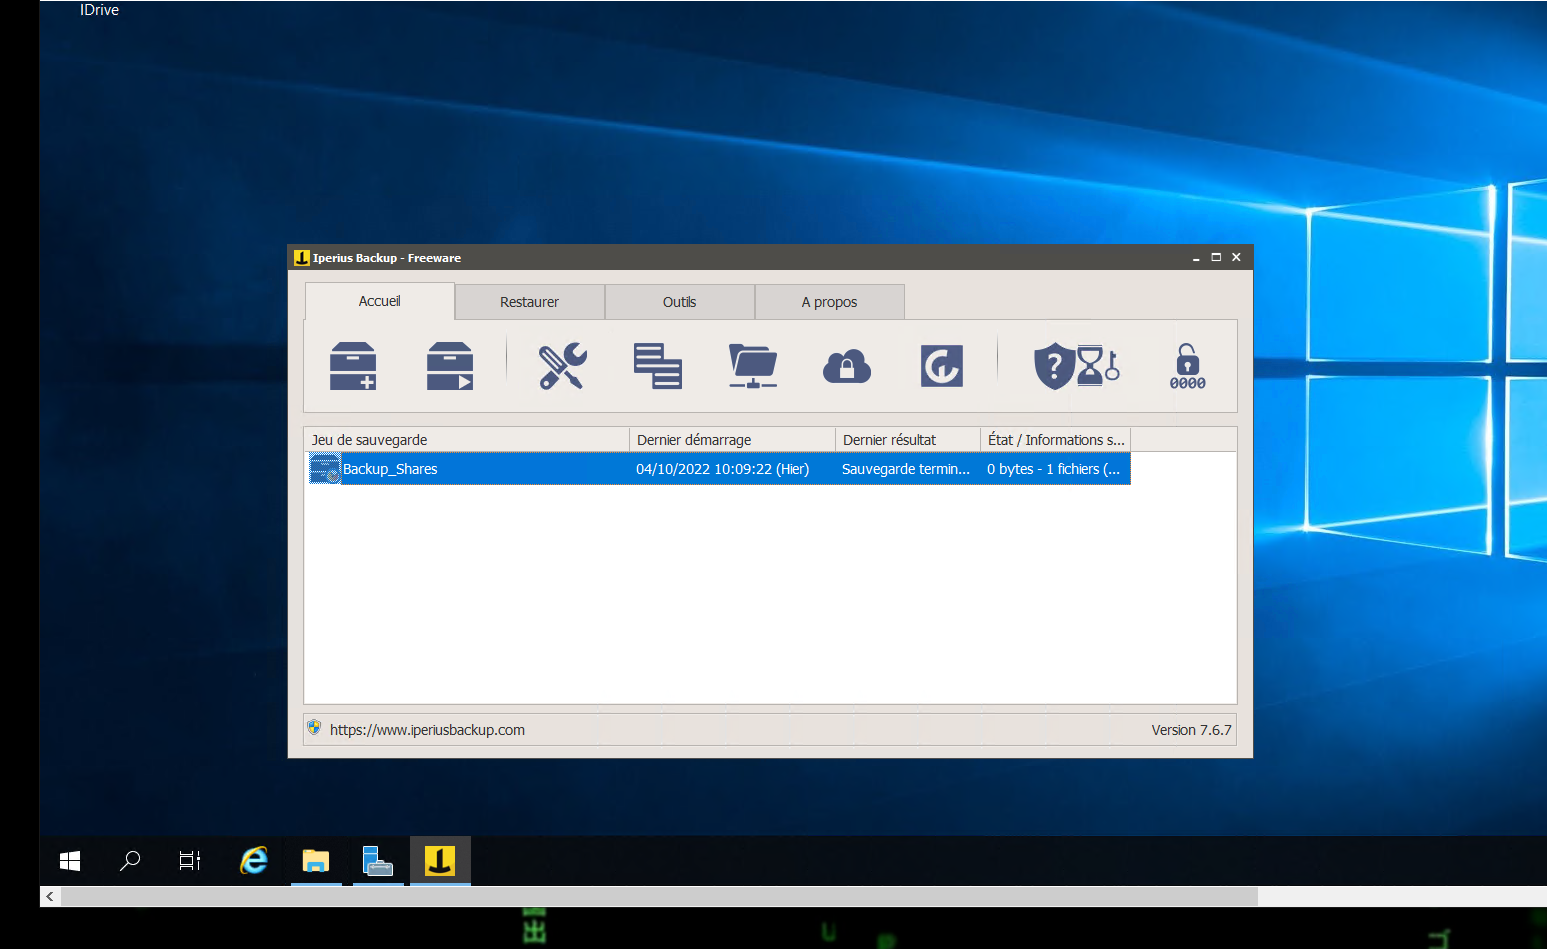 IDrive
Iperius Backup - Freeware
Accueil
Restaurer
Outils
A propos
0000
Jeu de sauvegarde
Dernier démarrage
Dernier résultat
État / Informations s...
Backup_Shares
04/10/2022 10:09:22 (Hier)
Sauvegarde termin...
0 bytes - 1 fichiers (...
https://www.iperiusbackup.com
Version 7.6.7
出